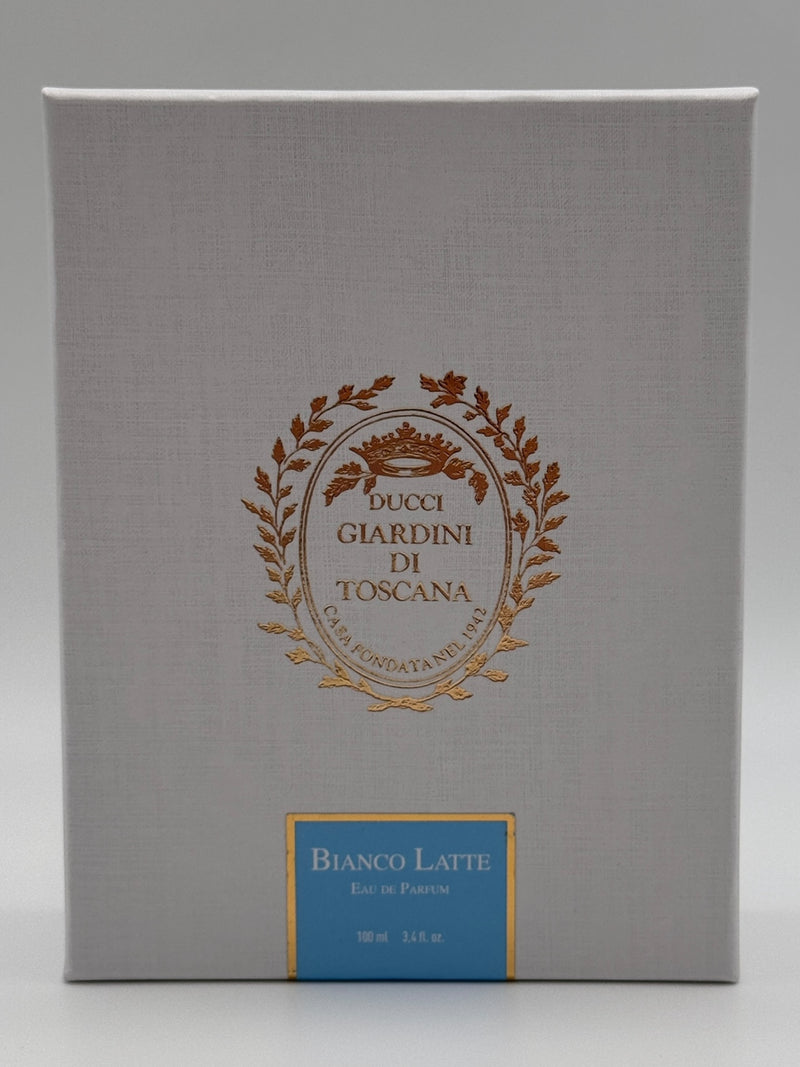 DUCCI
GIARDINI
DI
TOSCANA
CASA FONDATA NEL 1942
BIANCO LATTE
EAU DE PARFUM
100 ml 3,4 fl. oz.